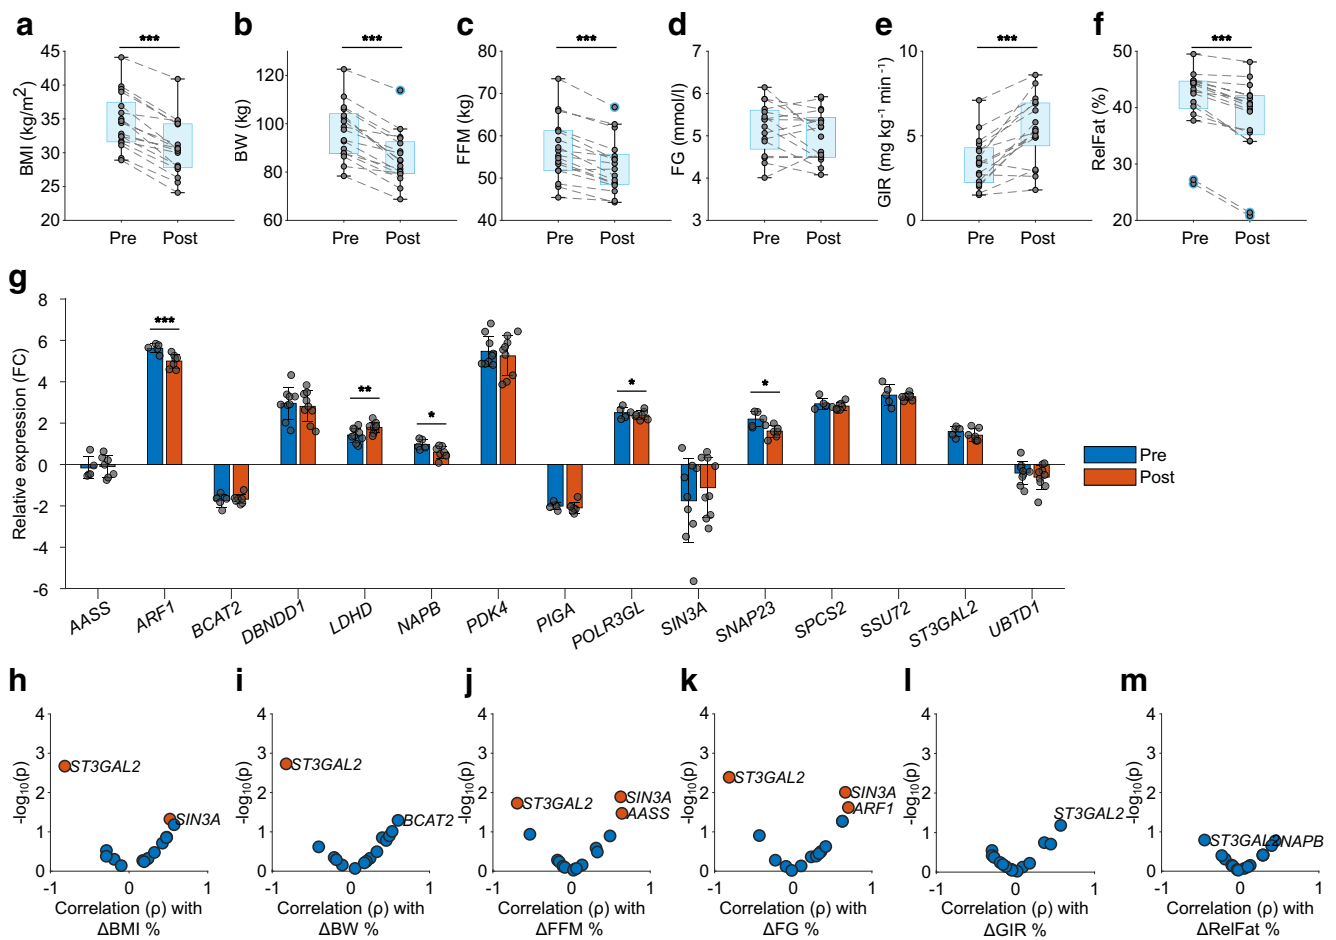 a b c d e f
*** *** *** *** ***
BMI (kg/m²)
45
40
35
30
25
20
Pre Post
BW (kg)
120
100
80
60
Pre Post
FFM (kg)
80
70
60
50
40
Pre Post
FG (mmol/l)
7
6
5
4
3
Pre Post
GIR (mg kg⁻¹ min⁻¹)
10
5
0
Pre Post
RelFat (%)
50
40
30
20
Pre Post
g
Relative expression (FC)
8
6
4
2
0
-2
-4
-6
*** ** * * *
Pre
Post
AASS ARF1 BCAT2 DBNDD1 LDHD NAPB PDK4 PIGA POLR3GL SIN3A SNAP23 SPCS2 SSU72 ST3GAL2 UBTD1
h
-log₁₀(p)
4
3
2
1
0
ST3GAL2
SIN3A
-1 0 1
Correlation (ρ) with
ΔBMI %
i
-log₁₀(p)
4
3
2
1
0
ST3GAL2
BCAT2
-1 0 1
Correlation (ρ) with
ΔBW %
j
-log₁₀(p)
4
3
2
1
0
ST3GAL2
SIN3A
AASS
-1 0 1
Correlation (ρ) with
ΔFFM %
k
-log₁₀(p)
4
3
2
1
0
ST3GAL2
SIN3A
ARF1
-1 0 1
Correlation (ρ) with
ΔFG %
l
-log₁₀(p)
4
3
2
1
0
ST3GAL2
-1 0 1
Correlation (ρ) with
ΔGIR %
m
-log₁₀(p)
4
3
2
1
0
ST3GAL2
NAPB
-1 0 1
Correlation (ρ) with
ΔRelFat %